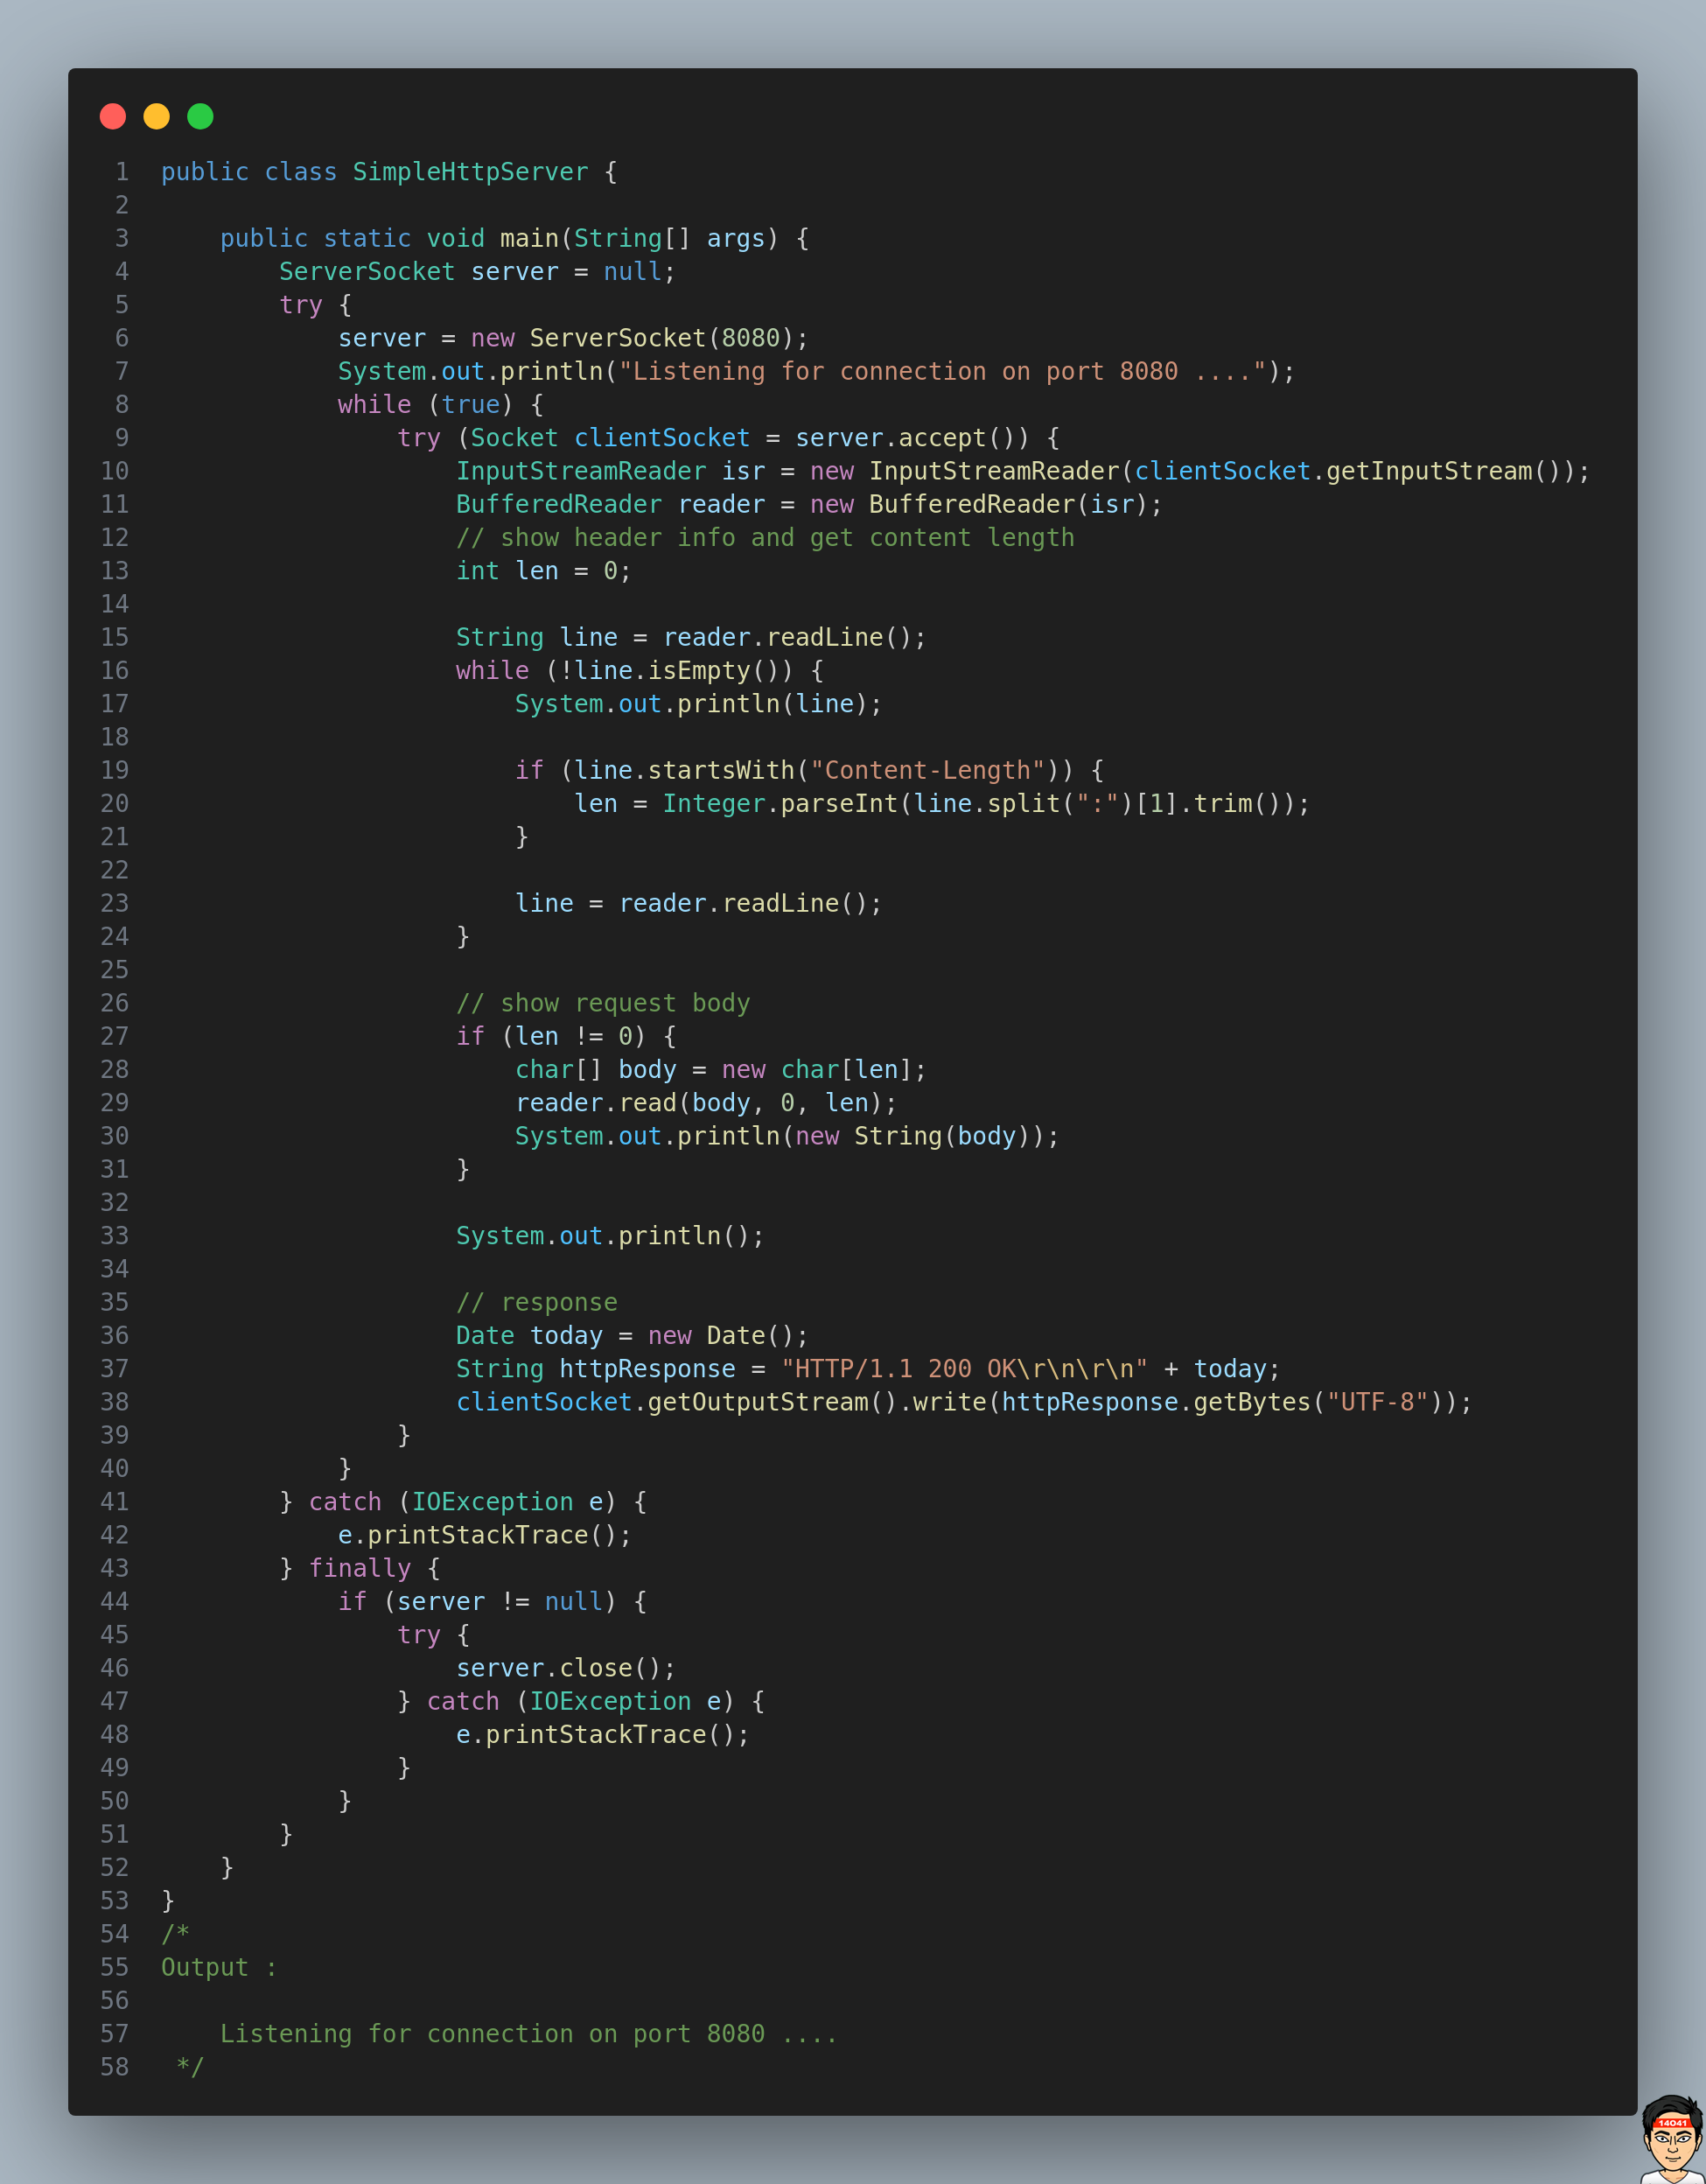 1 public class SimpleHttpServer {
2
3     public static void main(String[] args) {
4         ServerSocket server = null;
5         try {
6             server = new ServerSocket(8080);
7             System.out.println("Listening for connection on port 8080 ....");
8             while (true) {
9                 try (Socket clientSocket = server.accept()) {
10                     InputStreamReader isr = new InputStreamReader(clientSocket.getInputStream());
11                     BufferedReader reader = new BufferedReader(isr);
12                     // show header info and get content length
13                     int len = 0;
14
15                     String line = reader.readLine();
16                     while (!line.isEmpty()) {
17                         System.out.println(line);
18
19                         if (line.startsWith("Content-Length")) {
20                             len = Integer.parseInt(line.split(":")[1].trim());
21                         }
22
23                         line = reader.readLine();
24                     }
25
26                     // show request body
27                     if (len != 0) {
28                         char[] body = new char[len];
29                         reader.read(body, 0, len);
30                         System.out.println(new String(body));
31                     }
32
33                     System.out.println();
34
35                     // response
36                     Date today = new Date();
37                     String httpResponse = "HTTP/1.1 200 OK\r\n\r\n" + today;
38                     clientSocket.getOutputStream().write(httpResponse.getBytes("UTF-8"));
39                 }
40             }
41         } catch (IOException e) {
42             e.printStackTrace();
43         } finally {
44             if (server != null) {
45                 try {
46                     server.close();
47                 } catch (IOException e) {
48                     e.printStackTrace();
49                 }
50             }
51         }
52     }
53 }
54 /*
55 Output :
56
57     Listening for connection on port 8080 ....
58  */
14041